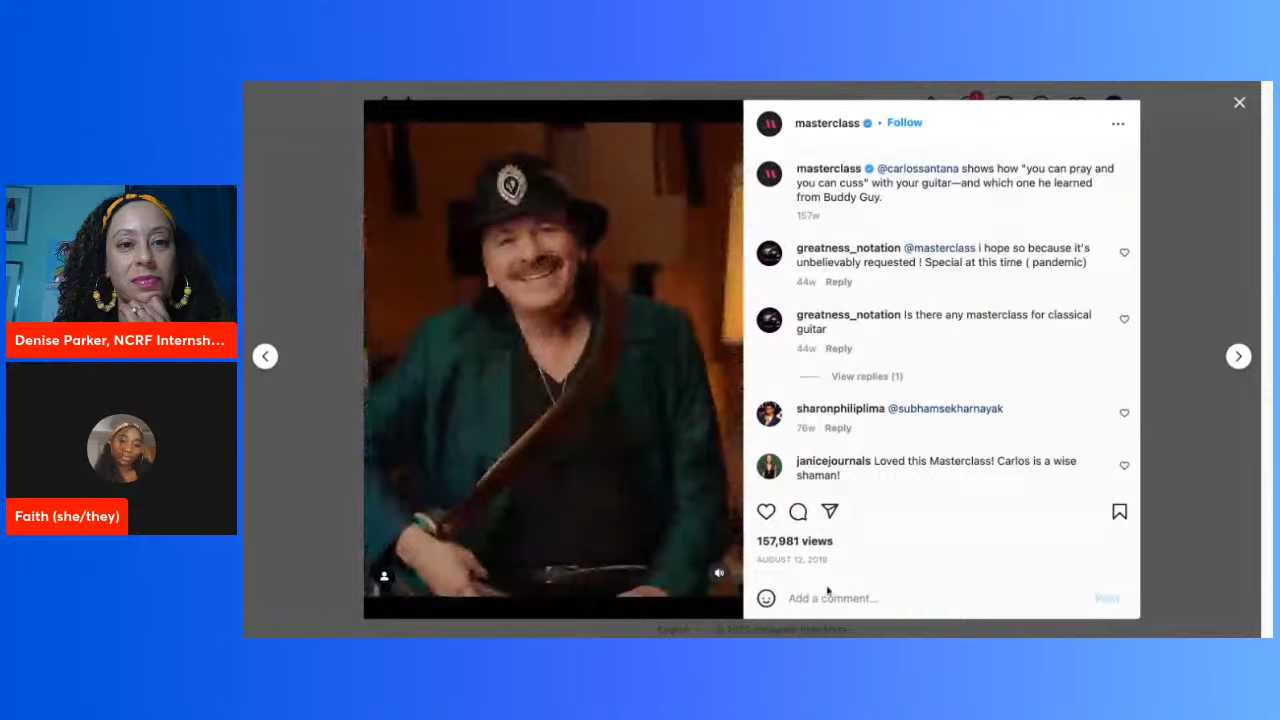 Denise Parker, NCRF Internsh...
Faith (she/they)
masterclass • Follow
masterclass @carlossantana shows how "you can pray and
you can cuss" with your guitar—and which one he learned
from Buddy Guy.
157w
greatness_notation @masterclass i hope so because it's
unbelievably requested ! Special at this time ( pandemic)
44w Reply
greatness_notation Is there any masterclass for classical
guitar
44w Reply
View replies (1)
sharonphiliplima @subhamsekharnayak
76w Reply
janicejournals Loved this Masterclass! Carlos is a wise
shaman!
157,981 views
AUGUST 12, 2019
Add a comment...
Post
English